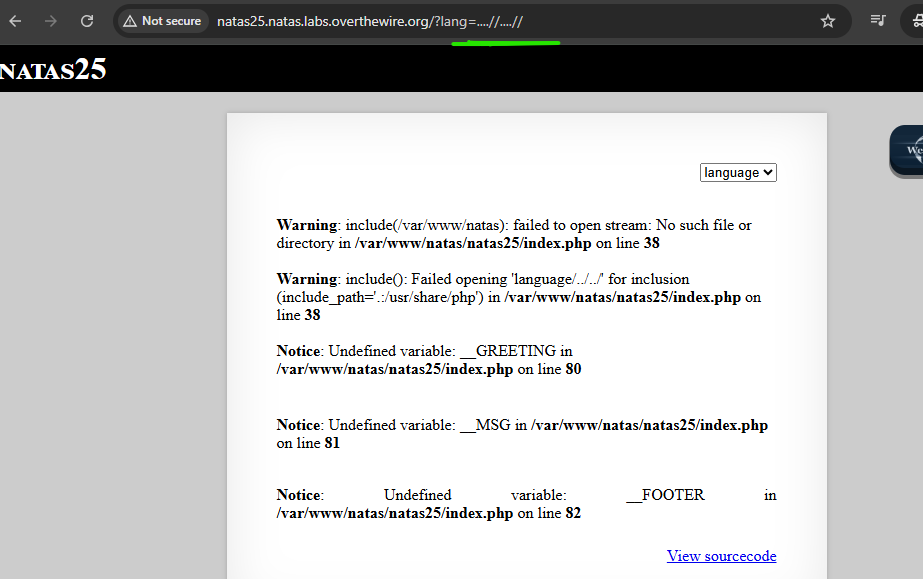 Not secure
natas25.natas.labs.overthewire.org/?lang=....//....//
NATAS25
We
language
Warning: include(/var/www/natas): failed to open stream: No such file or
directory in /var/www/natas/natas25/index.php on line 38
Warning: include(): Failed opening 'language/../../' for inclusion
(include_path='.:/usr/share/php') in /var/www/natas/natas25/index.php on
line 38
Notice: Undefined variable: __GREETING in
/var/www/natas/natas25/index.php on line 80
Notice: Undefined variable: __MSG in /var/www/natas/natas25/index.php
on line 81
Notice: Undefined variable: __FOOTER in
/var/www/natas/natas25/index.php on line 82
View sourcecode